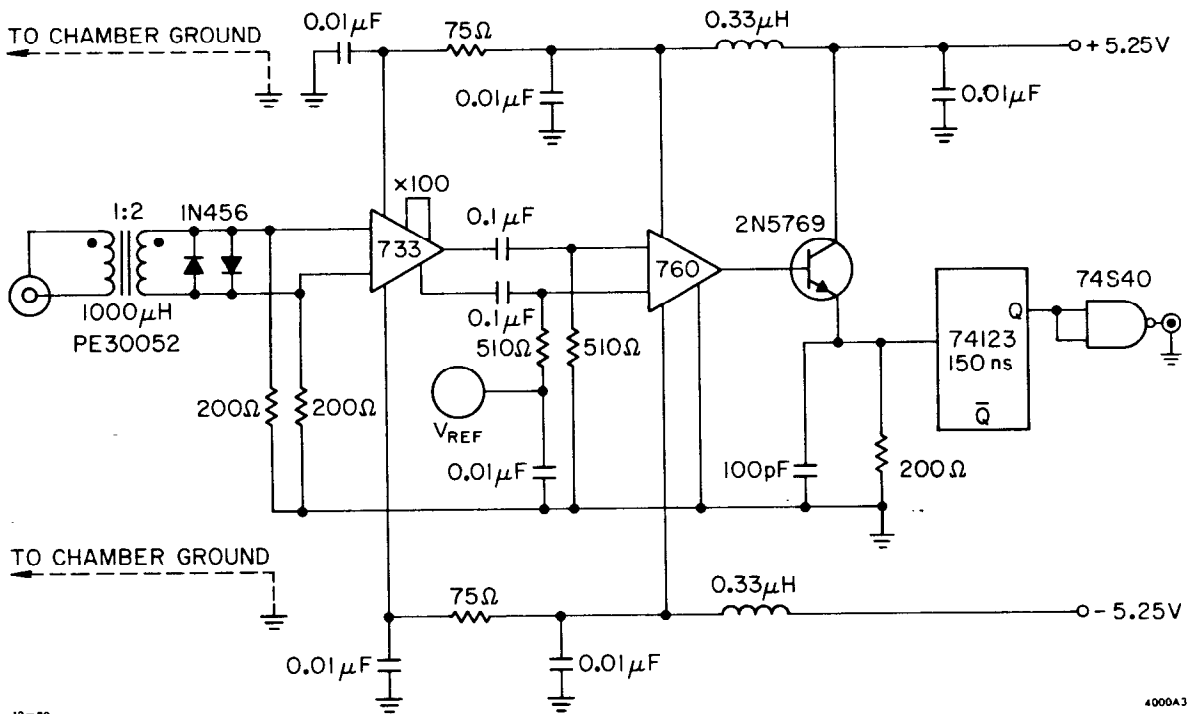 TO CHAMBER GROUND
0.01μF
75Ω
0.33μH
+ 5.25V
0.01μF
0.01μF
x100
1:2
1N456
0.1μF
2N5769
733
760
74S40
1000μH
PE30052
0.1μF
Q
510Ω
510Ω
74123
150 ns
200Ω
200Ω
VREF
Q̅
0.01μF
100pF
200Ω
TO CHAMBER GROUND
75Ω
0.33μH
- 5.25V
0.01μF
0.01μF
4000A3